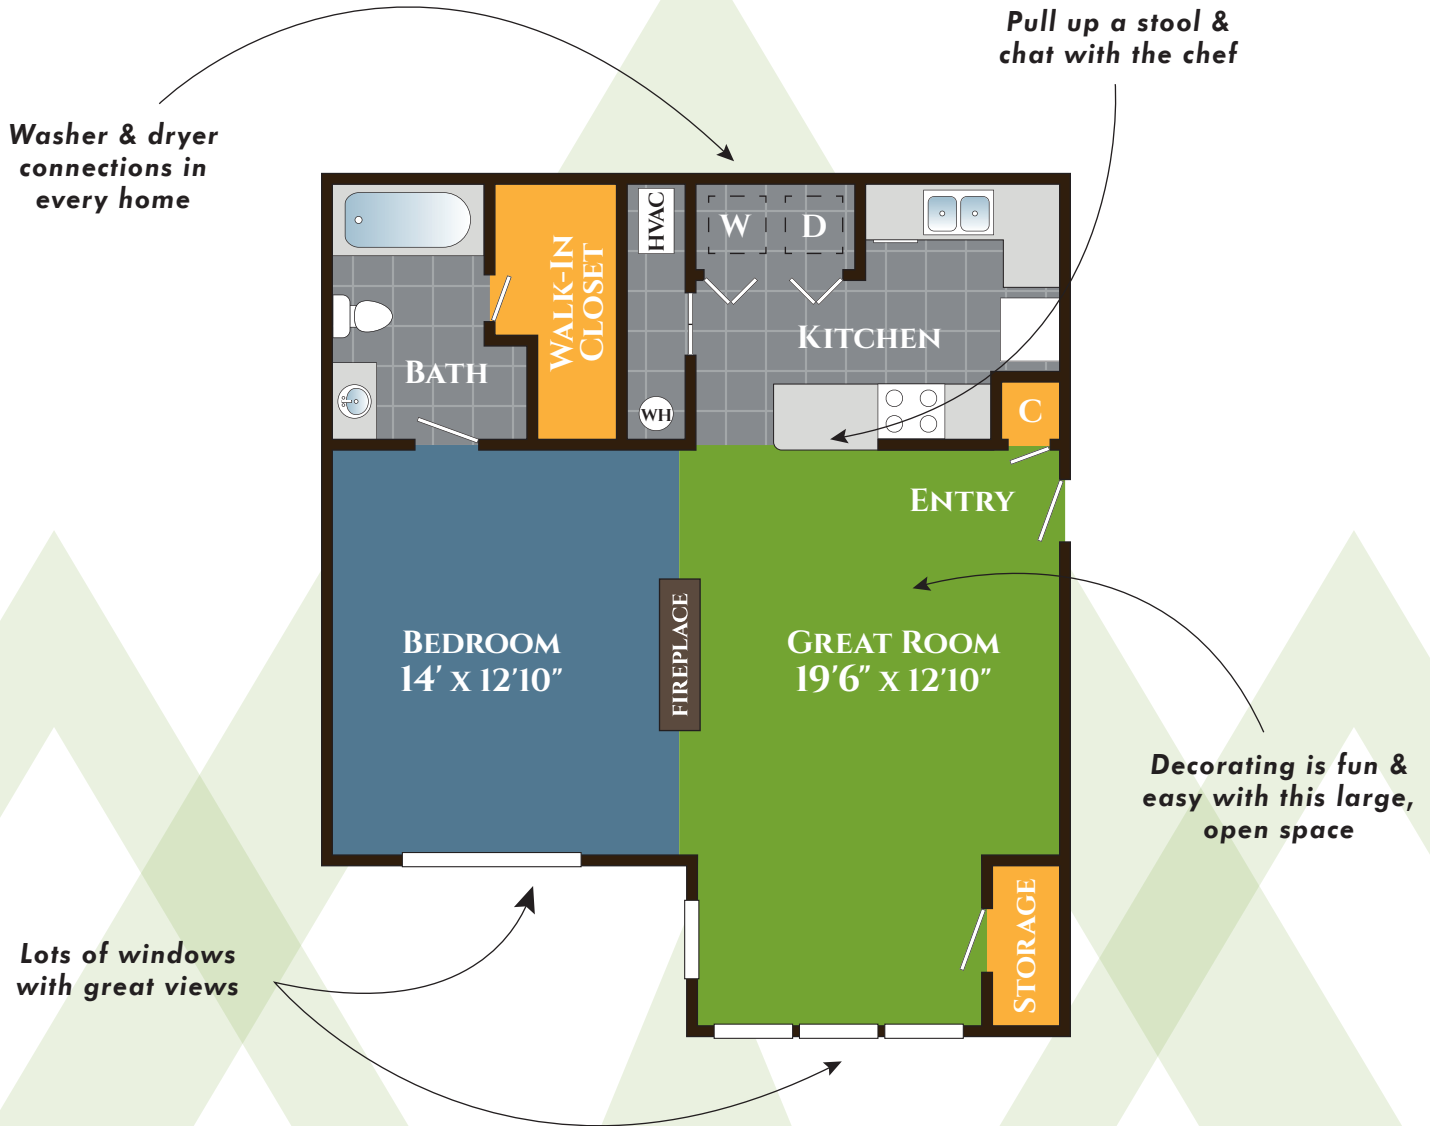 Pull up a stool &
chat with the chef
Washer & dryer
connections in
every home
HVAC
W
D
WALK-IN
CLOSET
KITCHEN
BATH
WH
C
ENTRY
BEDROOM
14' X 12'10"
FIREPLACE
GREAT ROOM
19'6" X 12'10"
Decorating is fun &
easy with this large,
open space
STORAGE
Lots of windows
with great views